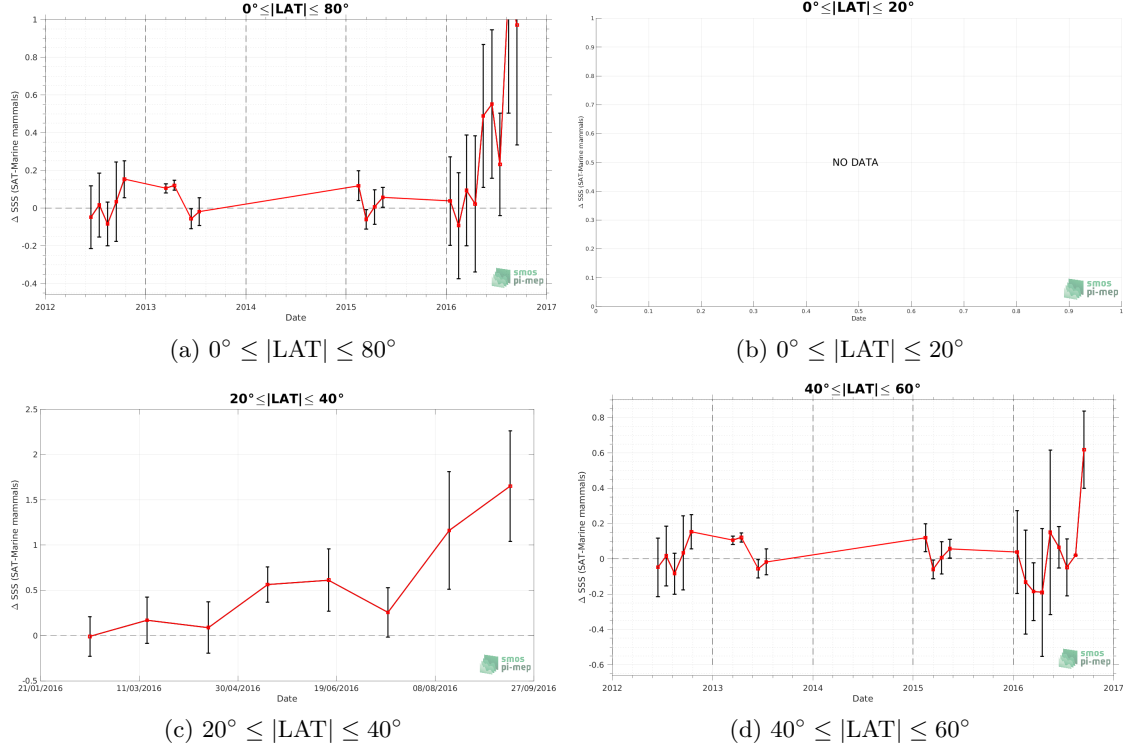 0°≤|LAT|≤ 80°
Δ SSS (SAT-Marine mammals)
1
0.8
0.6
0.4
0.2
0
-0.2
-0.4
smos
pi-mep
2012 2013 2014 2015 2016 2017
Date
(a) 0° ≤ |LAT| ≤ 80°
0°≤|LAT|≤ 20°
Δ SSS (SAT-Marine mammals)
1
0.9
0.8
0.7
0.6
0.5
0.4
0.3
0.2
0.1
0
NO DATA
smos
pi-mep
0 0.1 0.2 0.3 0.4 0.5 0.6 0.7 0.8 0.9 1
Date
(b) 0° ≤ |LAT| ≤ 20°
20°≤|LAT|≤ 40°
Δ SSS (SAT-Marine mammals)
2.5
2
1.5
1
0.5
0
-0.5
smos
pi-mep
21/01/2016 11/03/2016 30/04/2016 19/06/2016 08/08/2016 27/09/2016
Date
(c) 20° ≤ |LAT| ≤ 40°
40°≤|LAT|≤ 60°
Δ SSS (SAT-Marine mammals)
0.8
0.6
0.4
0.2
0
-0.2
-0.4
-0.6
smos
pi-mep
2012 2013 2014 2015 2016 2017
Date
(d) 40° ≤ |LAT| ≤ 60°